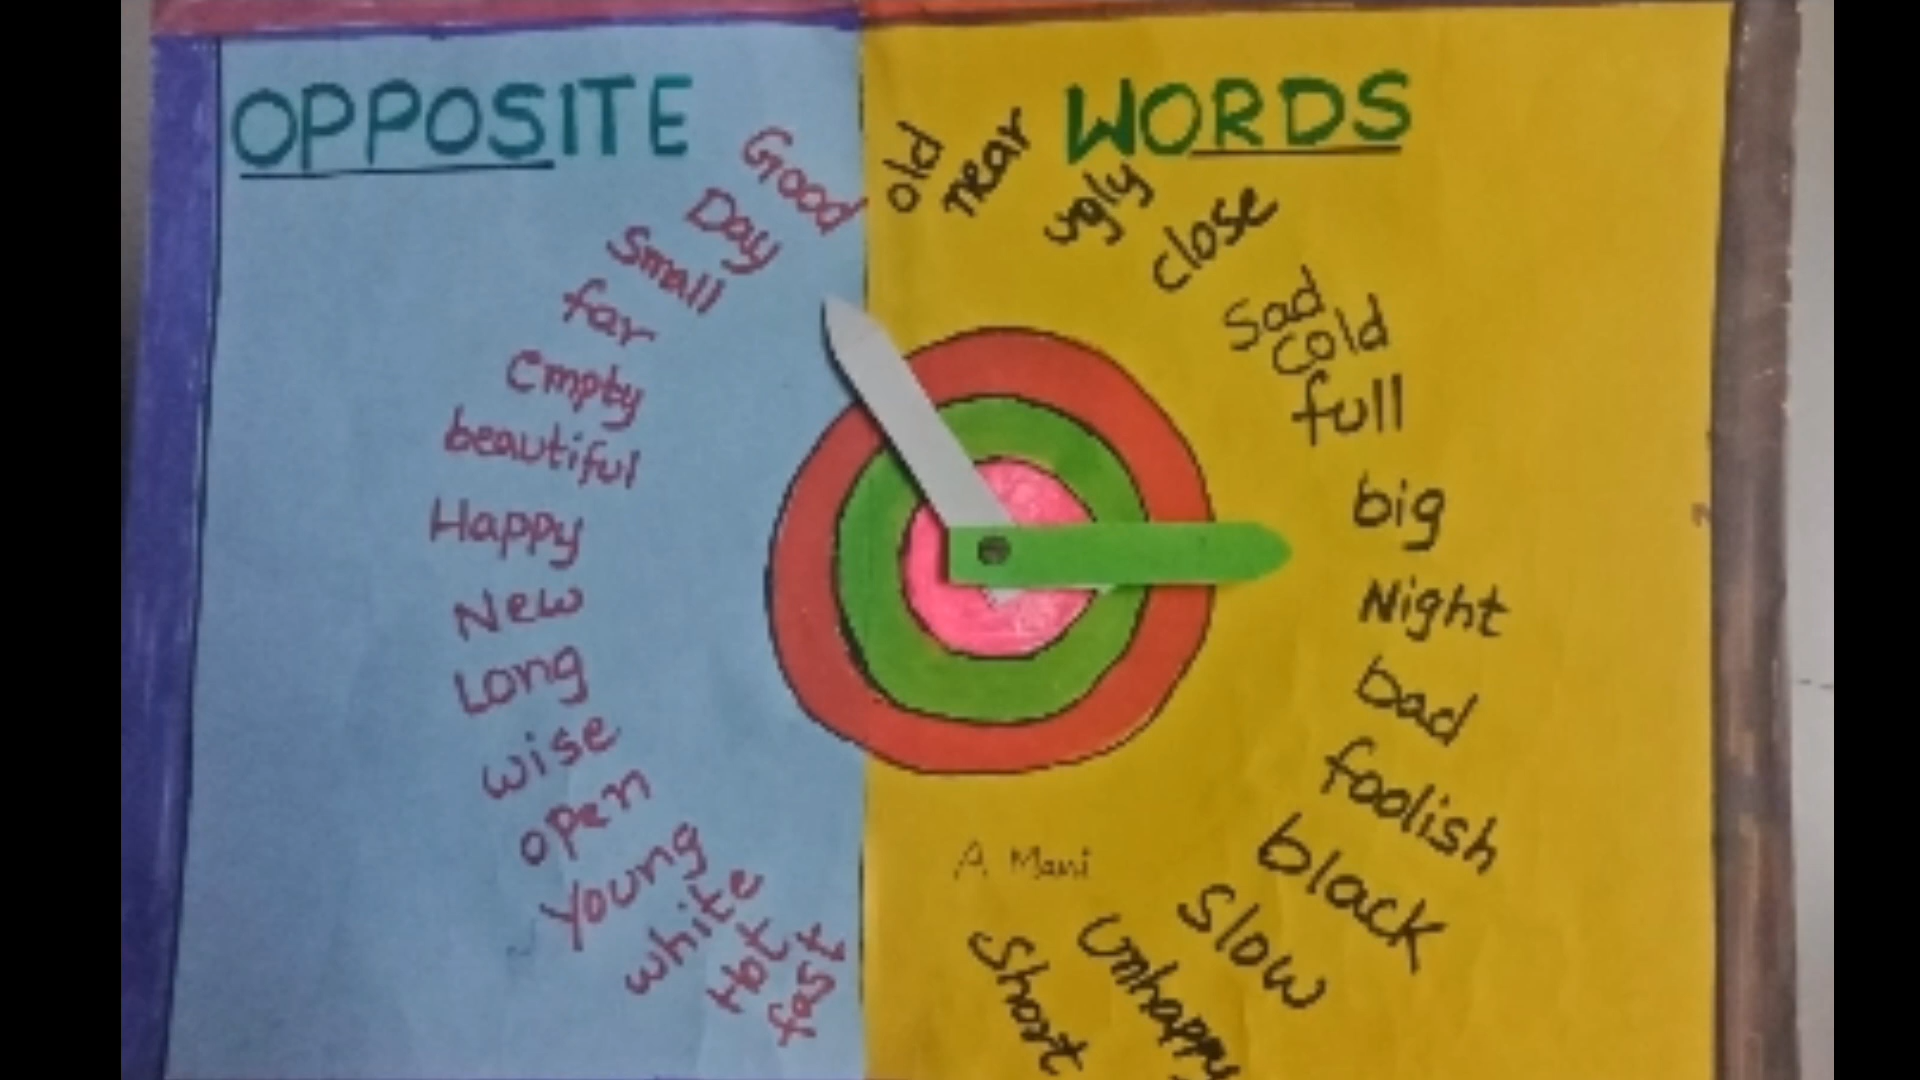 OPPOSITE
WORDS
Good
Day
Small
far
Empty
beautiful
Happy
New
Long
wise
open
Young
white
Hot
fast
old
near
ugly
close
Sad
Cold
full
big
Night
bad
foolish
black
Slow
Unhappy
Short
A. Mani